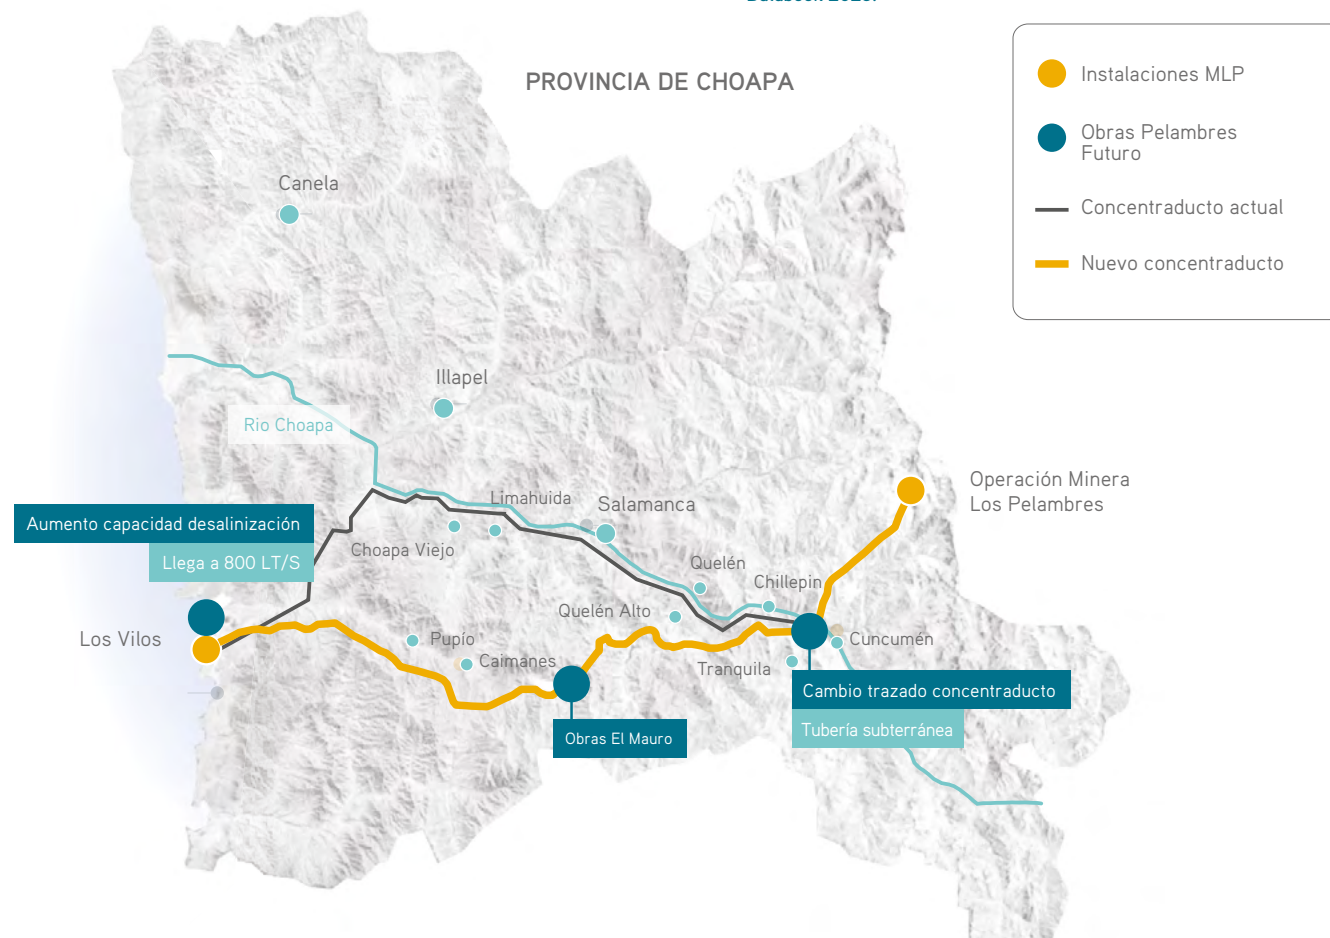 PROVINCIA DE CHOAPA
Instalaciones MLP
Obras Pelambres
Futuro
Concentraducto actual
Nuevo concentraducto
Canela
Illapel
Rio Choapa
Operación Minera
Los Pelambres
Limahuida
Salamanca
Aumento capacidad desalinización
Llega a 800 LT/S
Choapa Viejo
Quelén
Chillepin
Quelén Alto
Los Vilos
Pupío
Cuncumén
Caimanes
Tranquila
Cambio trazado concentraducto
Tubería subterránea
Obras El Mauro